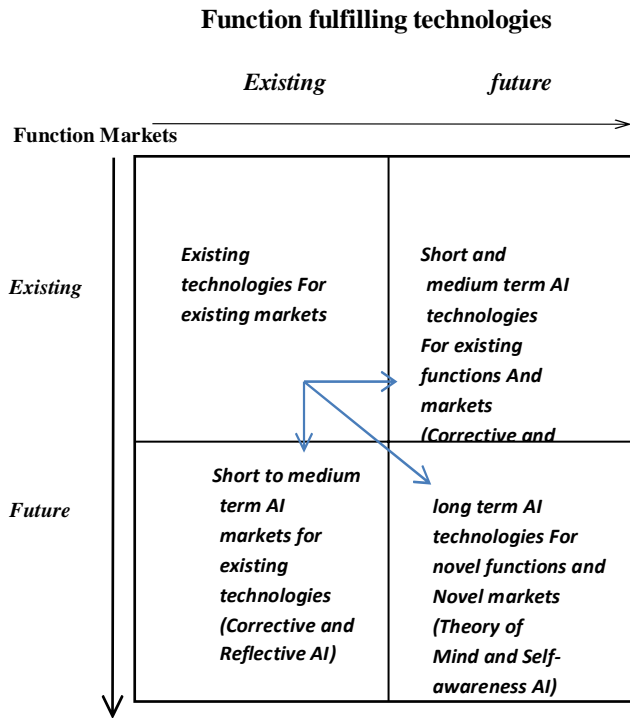 Function fulfilling technologies
Existing
future
Function Markets
Existing
Existing
technologies For
existing markets
Short and
medium term AI
technologies
For existing
functions And
markets
(Corrective and
Future
Short to medium
term AI
markets for
existing
technologies
(Corrective and
Reflective AI)
long term AI
technologies For
novel functions and
Novel markets
(Theory of
Mind and Self-
awareness AI)